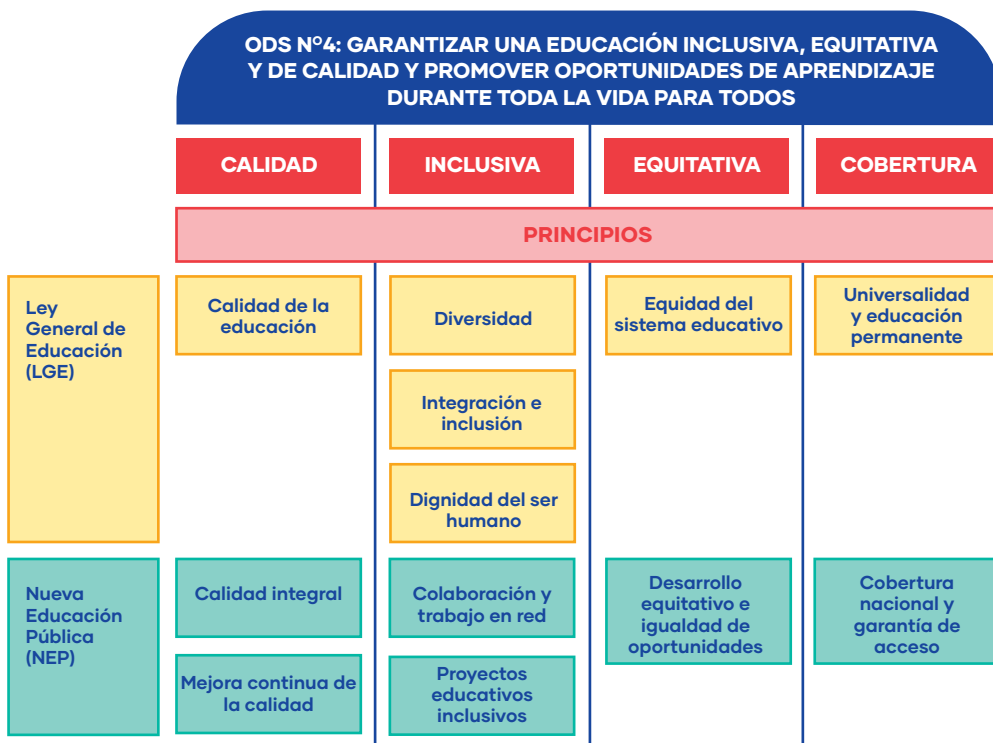 ODS N°4: GARANTIZAR UNA EDUCACIÓN INCLUSIVA, EQUITATIVA
Y DE CALIDAD Y PROMOVER OPORTUNIDADES DE APRENDIZAJE
DURANTE TODA LA VIDA PARA TODOS
CALIDAD
INCLUSIVA
EQUITATIVA
COBERTURA
PRINCIPIOS
Ley
General de
Educación
(LGE)
Calidad de la
educación
Diversidad
Equidad del
sistema educativo
Universalidad
y educación
permanente
Integración e
inclusión
Dignidad del ser
humano
Nueva
Educación
Pública
(NEP)
Calidad integral
Colaboración y
trabajo en red
Desarrollo
equitativo e
igualdad de
oportunidades
Cobertura
nacional y
garantía de
acceso
Mejora continua de
la calidad
Proyectos
educativos
inclusivos